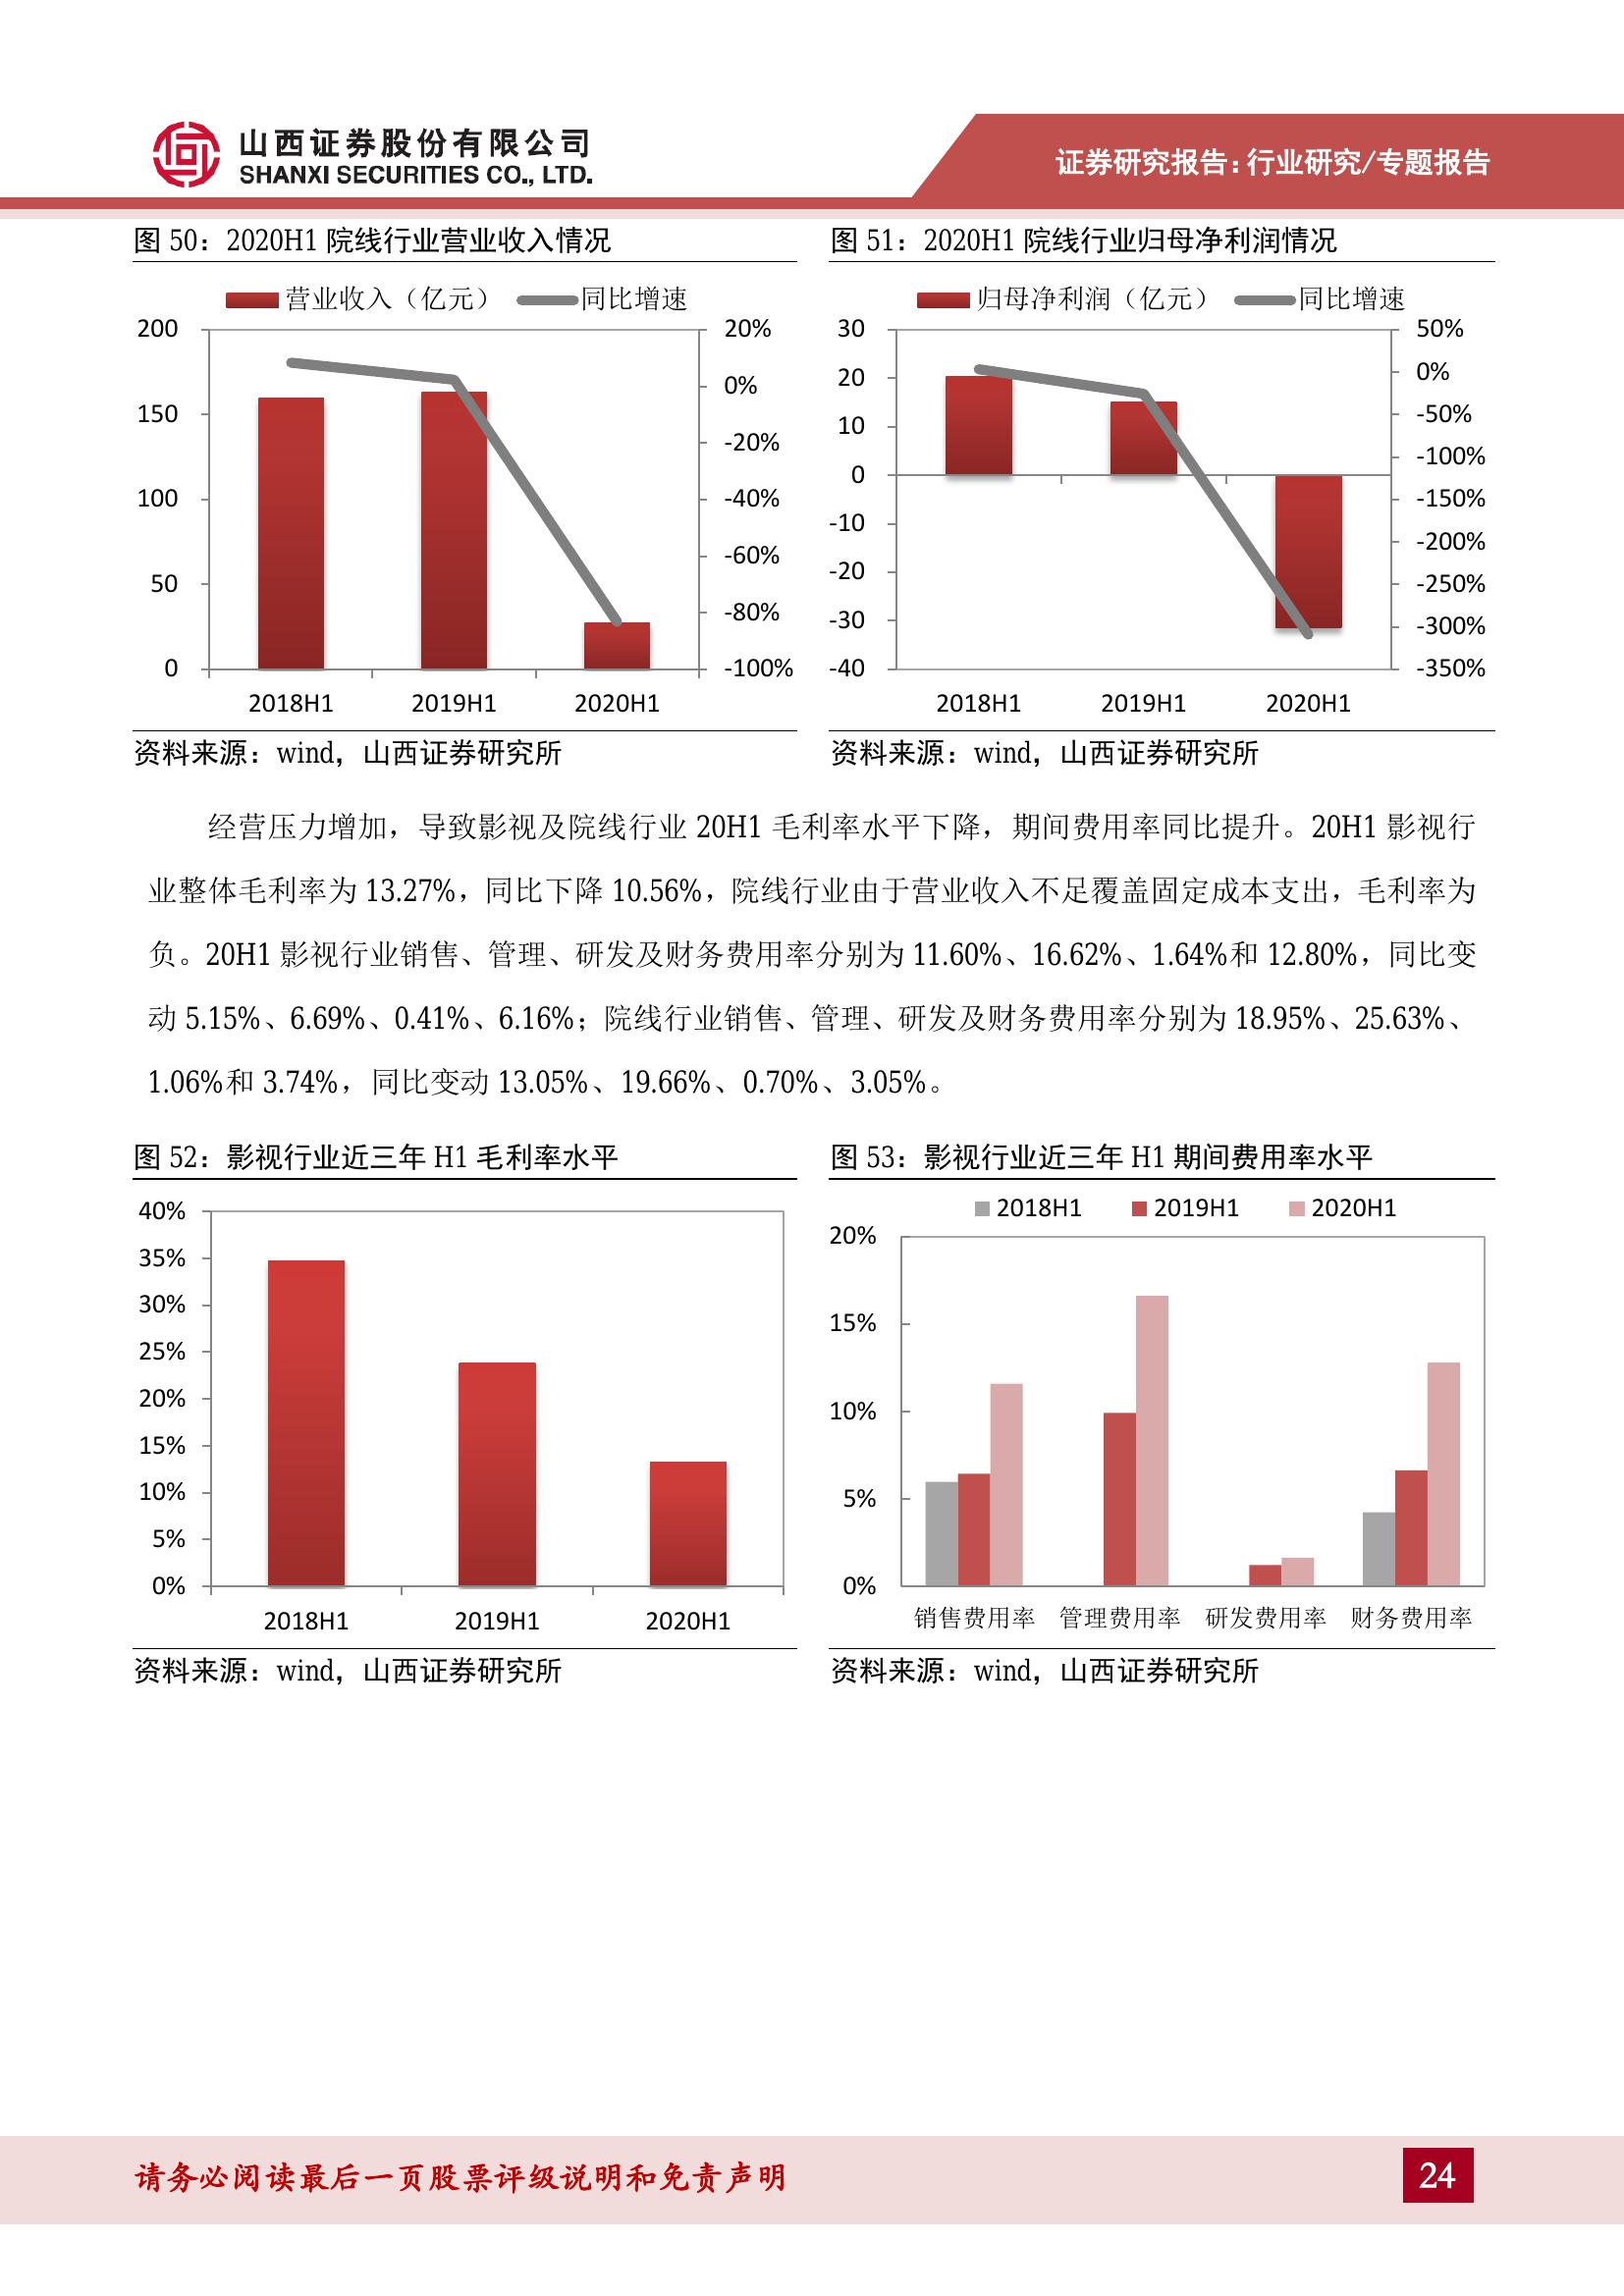 山西证券股份有限公司
SHANXI SECURITIES CO., LTD.
证券研究报告：行业研究/专题报告
图 50：2020H1 院线行业营业收入情况
营业收入（亿元） 同比增速
200
150
100
50
0
20%
0%
-20%
-40%
-60%
-80%
-100%
2018H1 2019H1 2020H1
资料来源：wind，山西证券研究所
图 51：2020H1 院线行业归母净利润情况
归母净利润（亿元） 同比增速
30
20
10
0
-10
-20
-30
-40
50%
0%
-50%
-100%
-150%
-200%
-250%
-300%
-350%
2018H1 2019H1 2020H1
资料来源：wind，山西证券研究所
经营压力增加，导致影视及院线行业 20H1 毛利率水平下降，期间费用率同比提升。20H1 影视行
业整体毛利率为 13.27%，同比下降 10.56%，院线行业由于营业收入不足覆盖固定成本支出，毛利率为
负。20H1 影视行业销售、管理、研发及财务费用率分别为 11.60%、16.62%、1.64%和 12.80%，同比变
动 5.15%、6.69%、0.41%、6.16%；院线行业销售、管理、研发及财务费用率分别为 18.95%、25.63%、
1.06%和 3.74%，同比变动 13.05%、19.66%、0.70%、3.05%。
图 52：影视行业近三年 H1 毛利率水平
40%
35%
30%
25%
20%
15%
10%
5%
0%
2018H1 2019H1 2020H1
资料来源：wind，山西证券研究所
图 53：影视行业近三年 H1 期间费用率水平
2018H1 2019H1 2020H1
20%
15%
10%
5%
0%
销售费用率 管理费用率 研发费用率 财务费用率
资料来源：wind，山西证券研究所
请务必阅读最后一页股票评级说明和免责声明
24